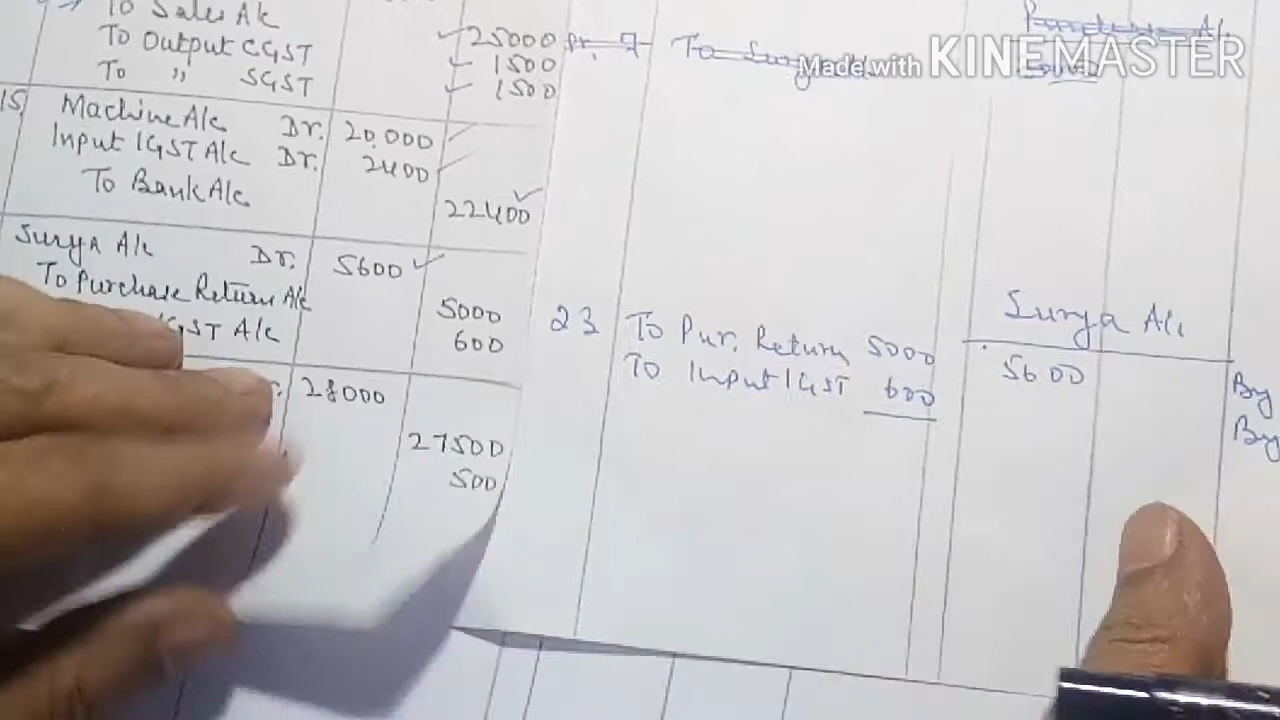 To Sales A/c
To Output CGST 25000
To " SGST 1500
1500
15, Machine A/c Dr. 20,000
Input IGST A/c Dr. 2400
To Bank A/c 22400
Surya A/c Dr. 5600
To Purchase Return A/c 5000
GST A/c 600
28000
27500
500
To
Made with KINEMASTER
Surya A/c
23 To Pur. Return 5000 5600
To Input IGST 600
By
By